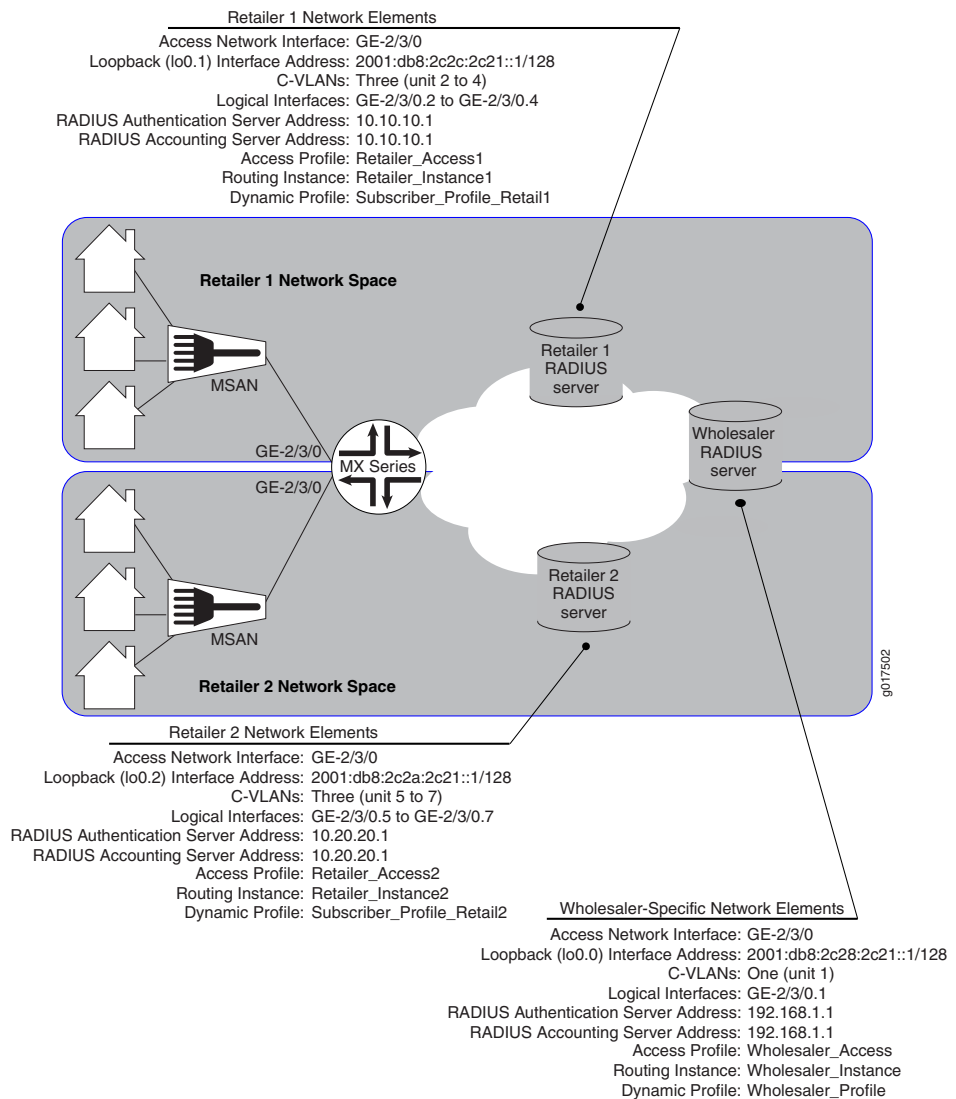 Retailer 1 Network Elements
Access Network Interface: GE-2/3/0
Loopback (lo0.1) Interface Address: 2001:db8:2c2c:2c21::1/128
C-VLANs: Three (unit 2 to 4)
Logical Interfaces: GE-2/3/0.2 to GE-2/3/0.4
RADIUS Authentication Server Address: 10.10.10.1
RADIUS Accounting Server Address: 10.10.10.1
Access Profile: Retailer_Access1
Routing Instance: Retailer_Instance1
Dynamic Profile: Subscriber_Profile_Retail1
Retailer 1 Network Space
MSAN
Retailer 1
RADIUS
server
GE-2/3/0
MX Series
Wholesaler
RADIUS
server
GE-2/3/0
MSAN
Retailer 2
RADIUS
server
Retailer 2 Network Space
g017502
Retailer 2 Network Elements
Access Network Interface: GE-2/3/0
Loopback (lo0.2) Interface Address: 2001:db8:2c2a:2c21::1/128
C-VLANs: Three (unit 5 to 7)
Logical Interfaces: GE-2/3/0.5 to GE-2/3/0.7
RADIUS Authentication Server Address: 10.20.20.1
RADIUS Accounting Server Address: 10.20.20.1
Access Profile: Retailer_Access2
Routing Instance: Retailer_Instance2
Dynamic Profile: Subscriber_Profile_Retail2
Wholesaler-Specific Network Elements
Access Network Interface: GE-2/3/0
Loopback (lo0.0) Interface Address: 2001:db8:2c28:2c21::1/128
C-VLANs: One (unit 1)
Logical Interfaces: GE-2/3/0.1
RADIUS Authentication Server Address: 192.168.1.1
RADIUS Accounting Server Address: 192.168.1.1
Access Profile: Wholesaler_Access
Routing Instance: Wholesaler_Instance
Dynamic Profile: Wholesaler_Profile